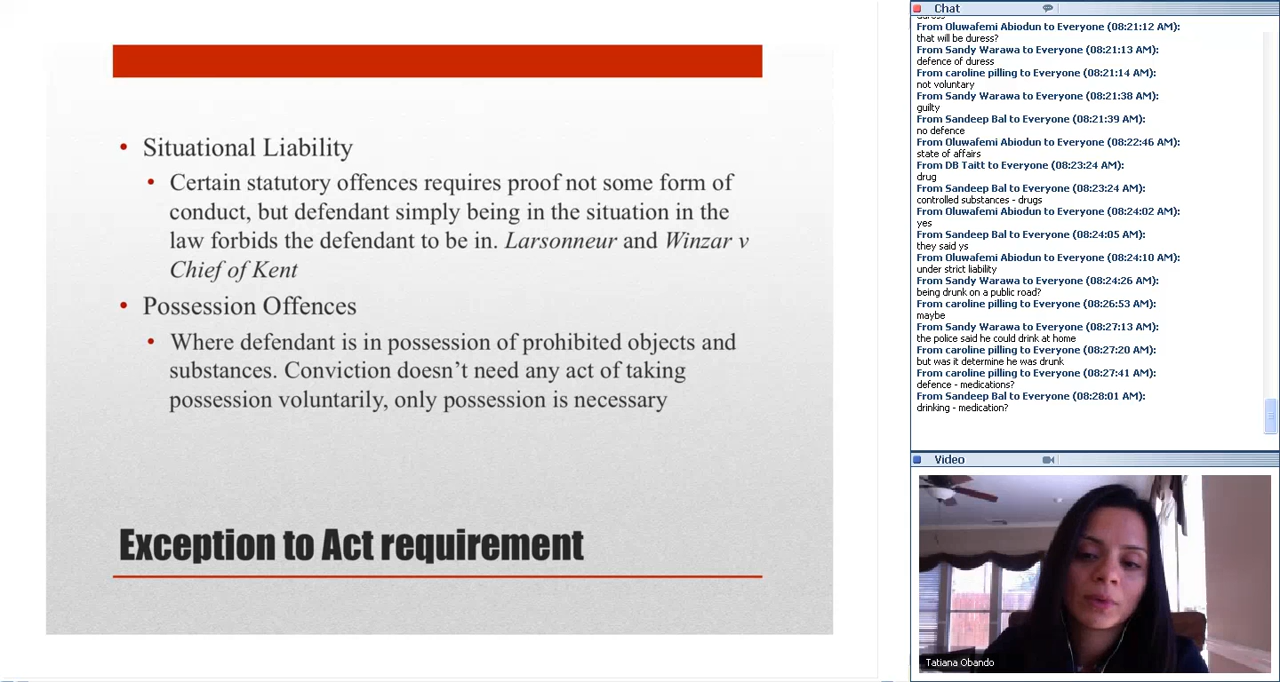 • Situational Liability
• Certain statutory offences requires proof not some form of
conduct, but defendant simply being in the situation in the
law forbids the defendant to be in. Larsonneur and Winzar v
Chief of Kent
• Possession Offences
• Where defendant is in possession of prohibited objects and
substances. Conviction doesn't need any act of taking
possession voluntarily, only possession is necessary
Exception to Act requirement
Chat
From Oluwafemi Abiodun to Everyone (08:21:12 AM):
that will be duress?
From Sandy Warawa to Everyone (08:21:13 AM):
defence of duress
From caroline pilling to Everyone (08:21:14 AM):
not voluntary
From Sandy Warawa to Everyone (08:21:38 AM):
guilty
From Sandeep Bal to Everyone (08:21:39 AM):
no defence
From Oluwafemi Abiodun to Everyone (08:22:46 AM):
state of affairs
From DB Taitt to Everyone (08:23:24 AM):
drug
From Sandeep Bal to Everyone (08:23:24 AM):
controlled substances - drugs
From Oluwafemi Abiodun to Everyone (08:24:02 AM):
yes
From Sandeep Bal to Everyone (08:24:05 AM):
they said ys
From Oluwafemi Abiodun to Everyone (08:24:10 AM):
under strict liability
From Sandy Warawa to Everyone (08:24:26 AM):
being drunk on a public road?
From caroline pilling to Everyone (08:26:53 AM):
maybe
From Sandy Warawa to Everyone (08:27:13 AM):
the police said he could drink at home
From caroline pilling to Everyone (08:27:20 AM):
but was it determine he was drunk
From caroline pilling to Everyone (08:27:41 AM):
defence - medications?
From Sandeep Bal to Everyone (08:28:01 AM):
drinking - medication?
Video
Tatiana Obando